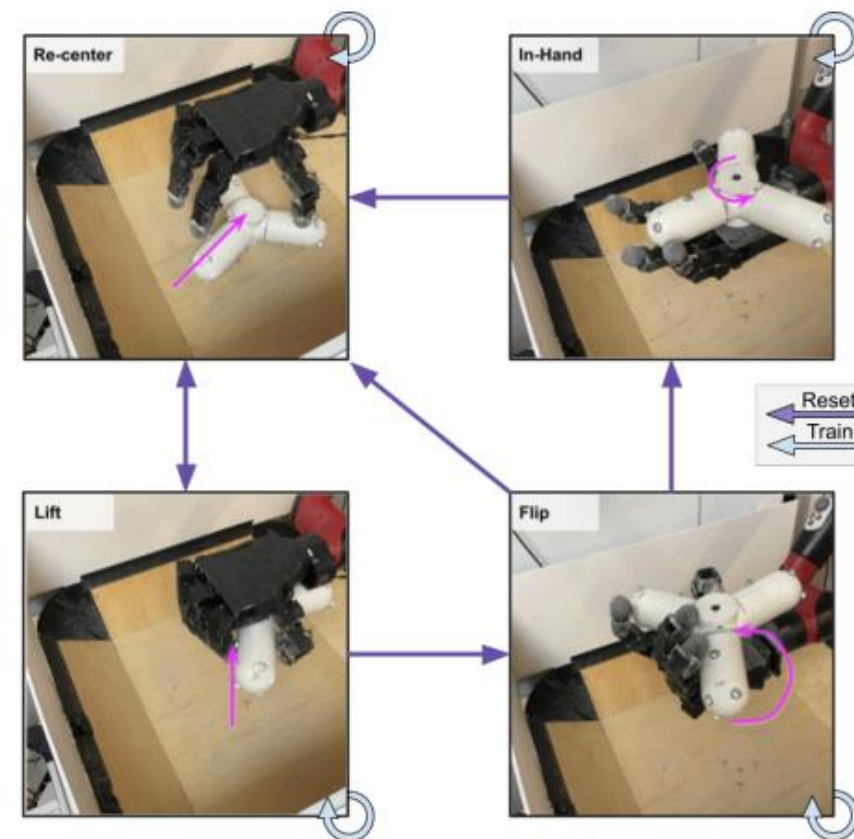 Re-center
In-Hand
Reset
Train
Lift
Flip